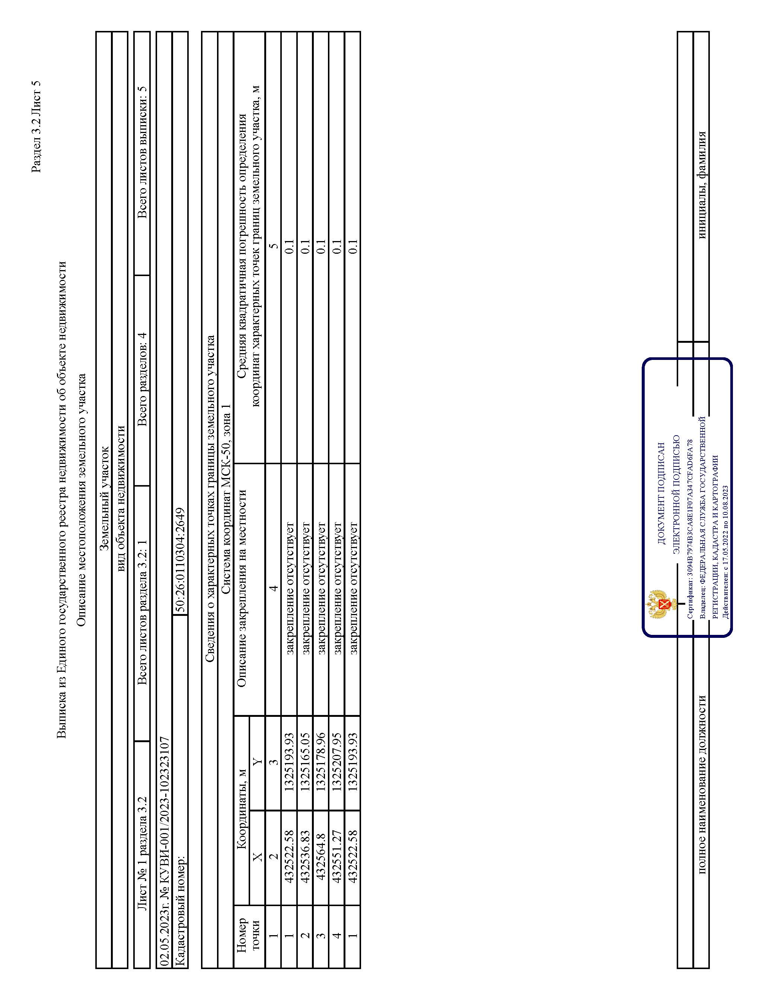 Раздел 3.2 Лист 5
Выписка из Единого государственного реестра недвижимости об объекте недвижимости
Описание местоположения земельного участка
Земельный участок
вид объекта недвижимости
Лист № 1 раздела 3.2 Всего листов раздела 3.2: 1 Всего разделов: 4 Всего листов выписки: 5
02.05.2023г. № КУВИ-001/2023-102323107
Кадастровый номер: 50:26:0110304:2649
Сведения о характерных точках границы земельного участка
Система координат МСК-50, зона 1
Номер точки
Координаты, м
X Y
Описание закрепления на местности
Средняя квадратичная погрешность определения
координат характерных точек границ земельного участка, м
1 2 3 4 5
1 432522.58 1325193.93 закрепление отсутствует 0.1
2 432536.83 1325165.05 закрепление отсутствует 0.1
3 432564.8 1325178.96 закрепление отсутствует 0.1
4 432551.27 1325207.95 закрепление отсутствует 0.1
1 432522.58 1325193.93 закрепление отсутствует 0.1
ДОКУМЕНТ ПОДПИСАН
ЭЛЕКТРОННОЙ ПОДПИСЬЮ
Сертификат: 3094B7974B3CA8E1F07A347CFAD6FA78
Владелец: ФЕДЕРАЛЬНАЯ СЛУЖБА ГОСУДАРСТВЕННОЙ
РЕГИСТРАЦИИ, КАДАСТРА И КАРТОГРАФИИ
Действителен: с 17.05.2022 по 10.08.2023
полное наименование должности инициалы, фамилия